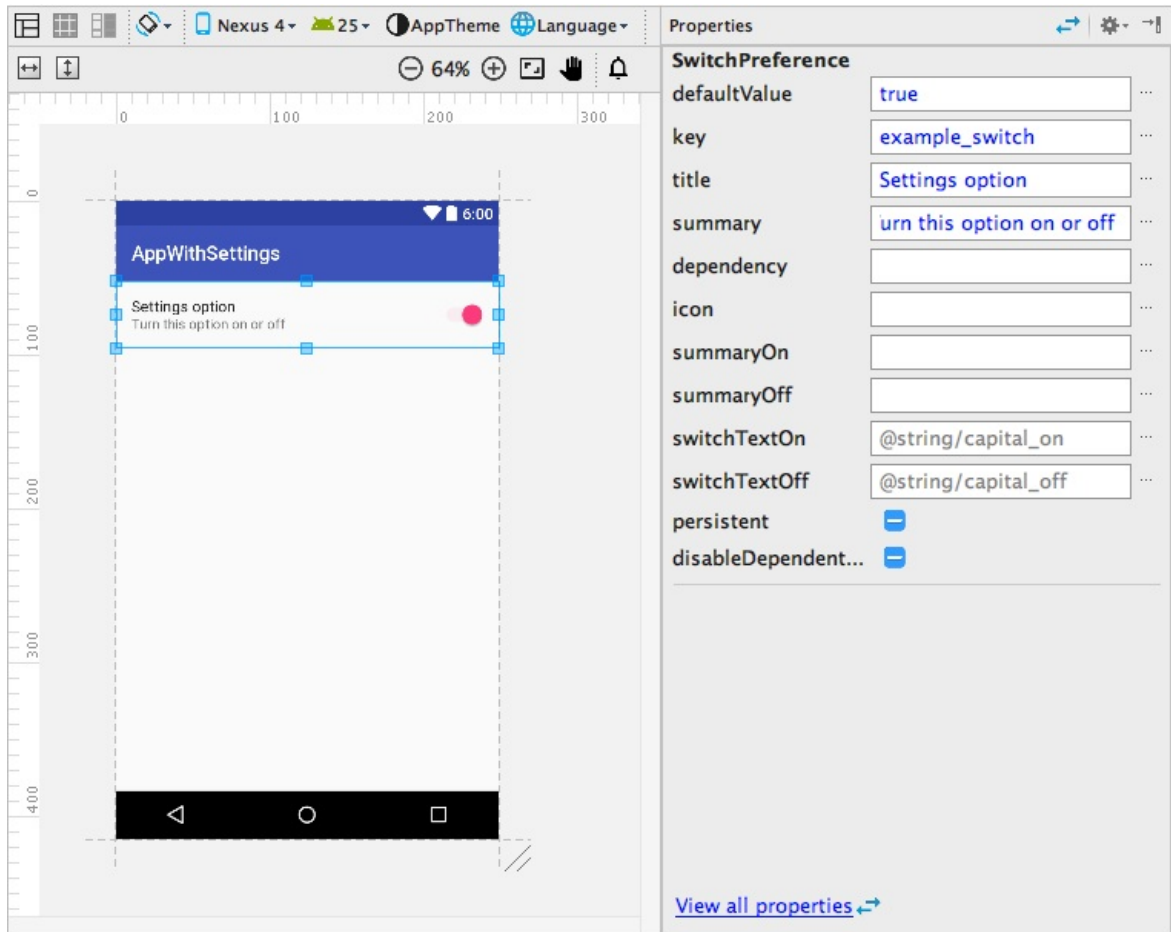 Nexus 4 25 AppTheme Language
Properties
64%
0 100 200 300
SwitchPreference
defaultValue true
key example_switch
title Settings option
summary urn this option on or off
dependency
icon
summaryOn
summaryOff
switchTextOn @string/capital_on
switchTextOff @string/capital_off
persistent
disableDependent...
View all properties
0
100
200
300
400
6:00
AppWithSettings
Settings option
Turn this option on or off